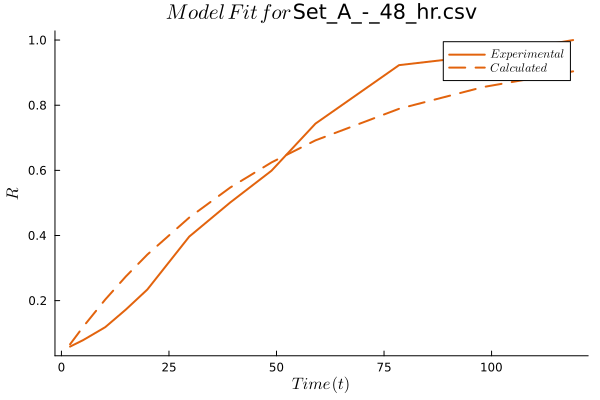 Model Fit for Set_A_-_48_hr.csv
1.0
Experimental
Calculated
0.8
R
0.6
0.4
0.2
0 25 50 75 100
Time(t)